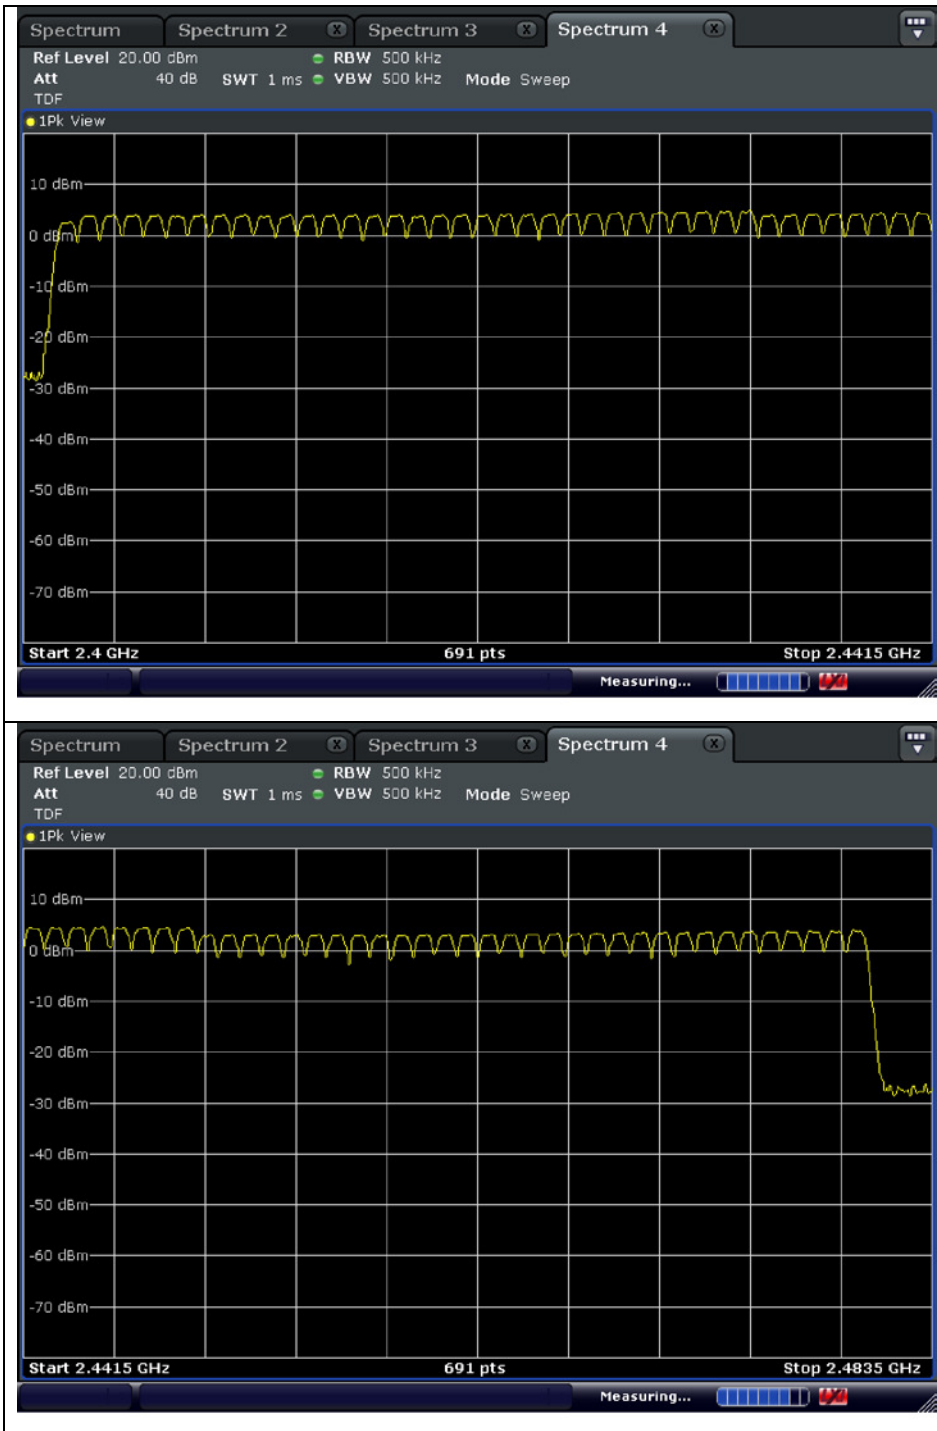 Spectrum Spectrum 2 X Spectrum 3 X Spectrum 4 X
Ref Level 20.00 dBm RBW 500 kHz
Att 40 dB SWT 1 ms VBW 500 kHz Mode Sweep
TDF
1Pk View
10 dBm
0 dBm
-10 dBm
-20 dBm
-30 dBm
-40 dBm
-50 dBm
-60 dBm
-70 dBm
Start 2.4 GHz 691 pts Stop 2.4415 GHz
Measuring...
Spectrum Spectrum 2 X Spectrum 3 X Spectrum 4 X
Ref Level 20.00 dBm RBW 500 kHz
Att 40 dB SWT 1 ms VBW 500 kHz Mode Sweep
TDF
1Pk View
10 dBm
0 dBm
-10 dBm
-20 dBm
-30 dBm
-40 dBm
-50 dBm
-60 dBm
-70 dBm
Start 2.4415 GHz 691 pts Stop 2.4835 GHz
Measuring...